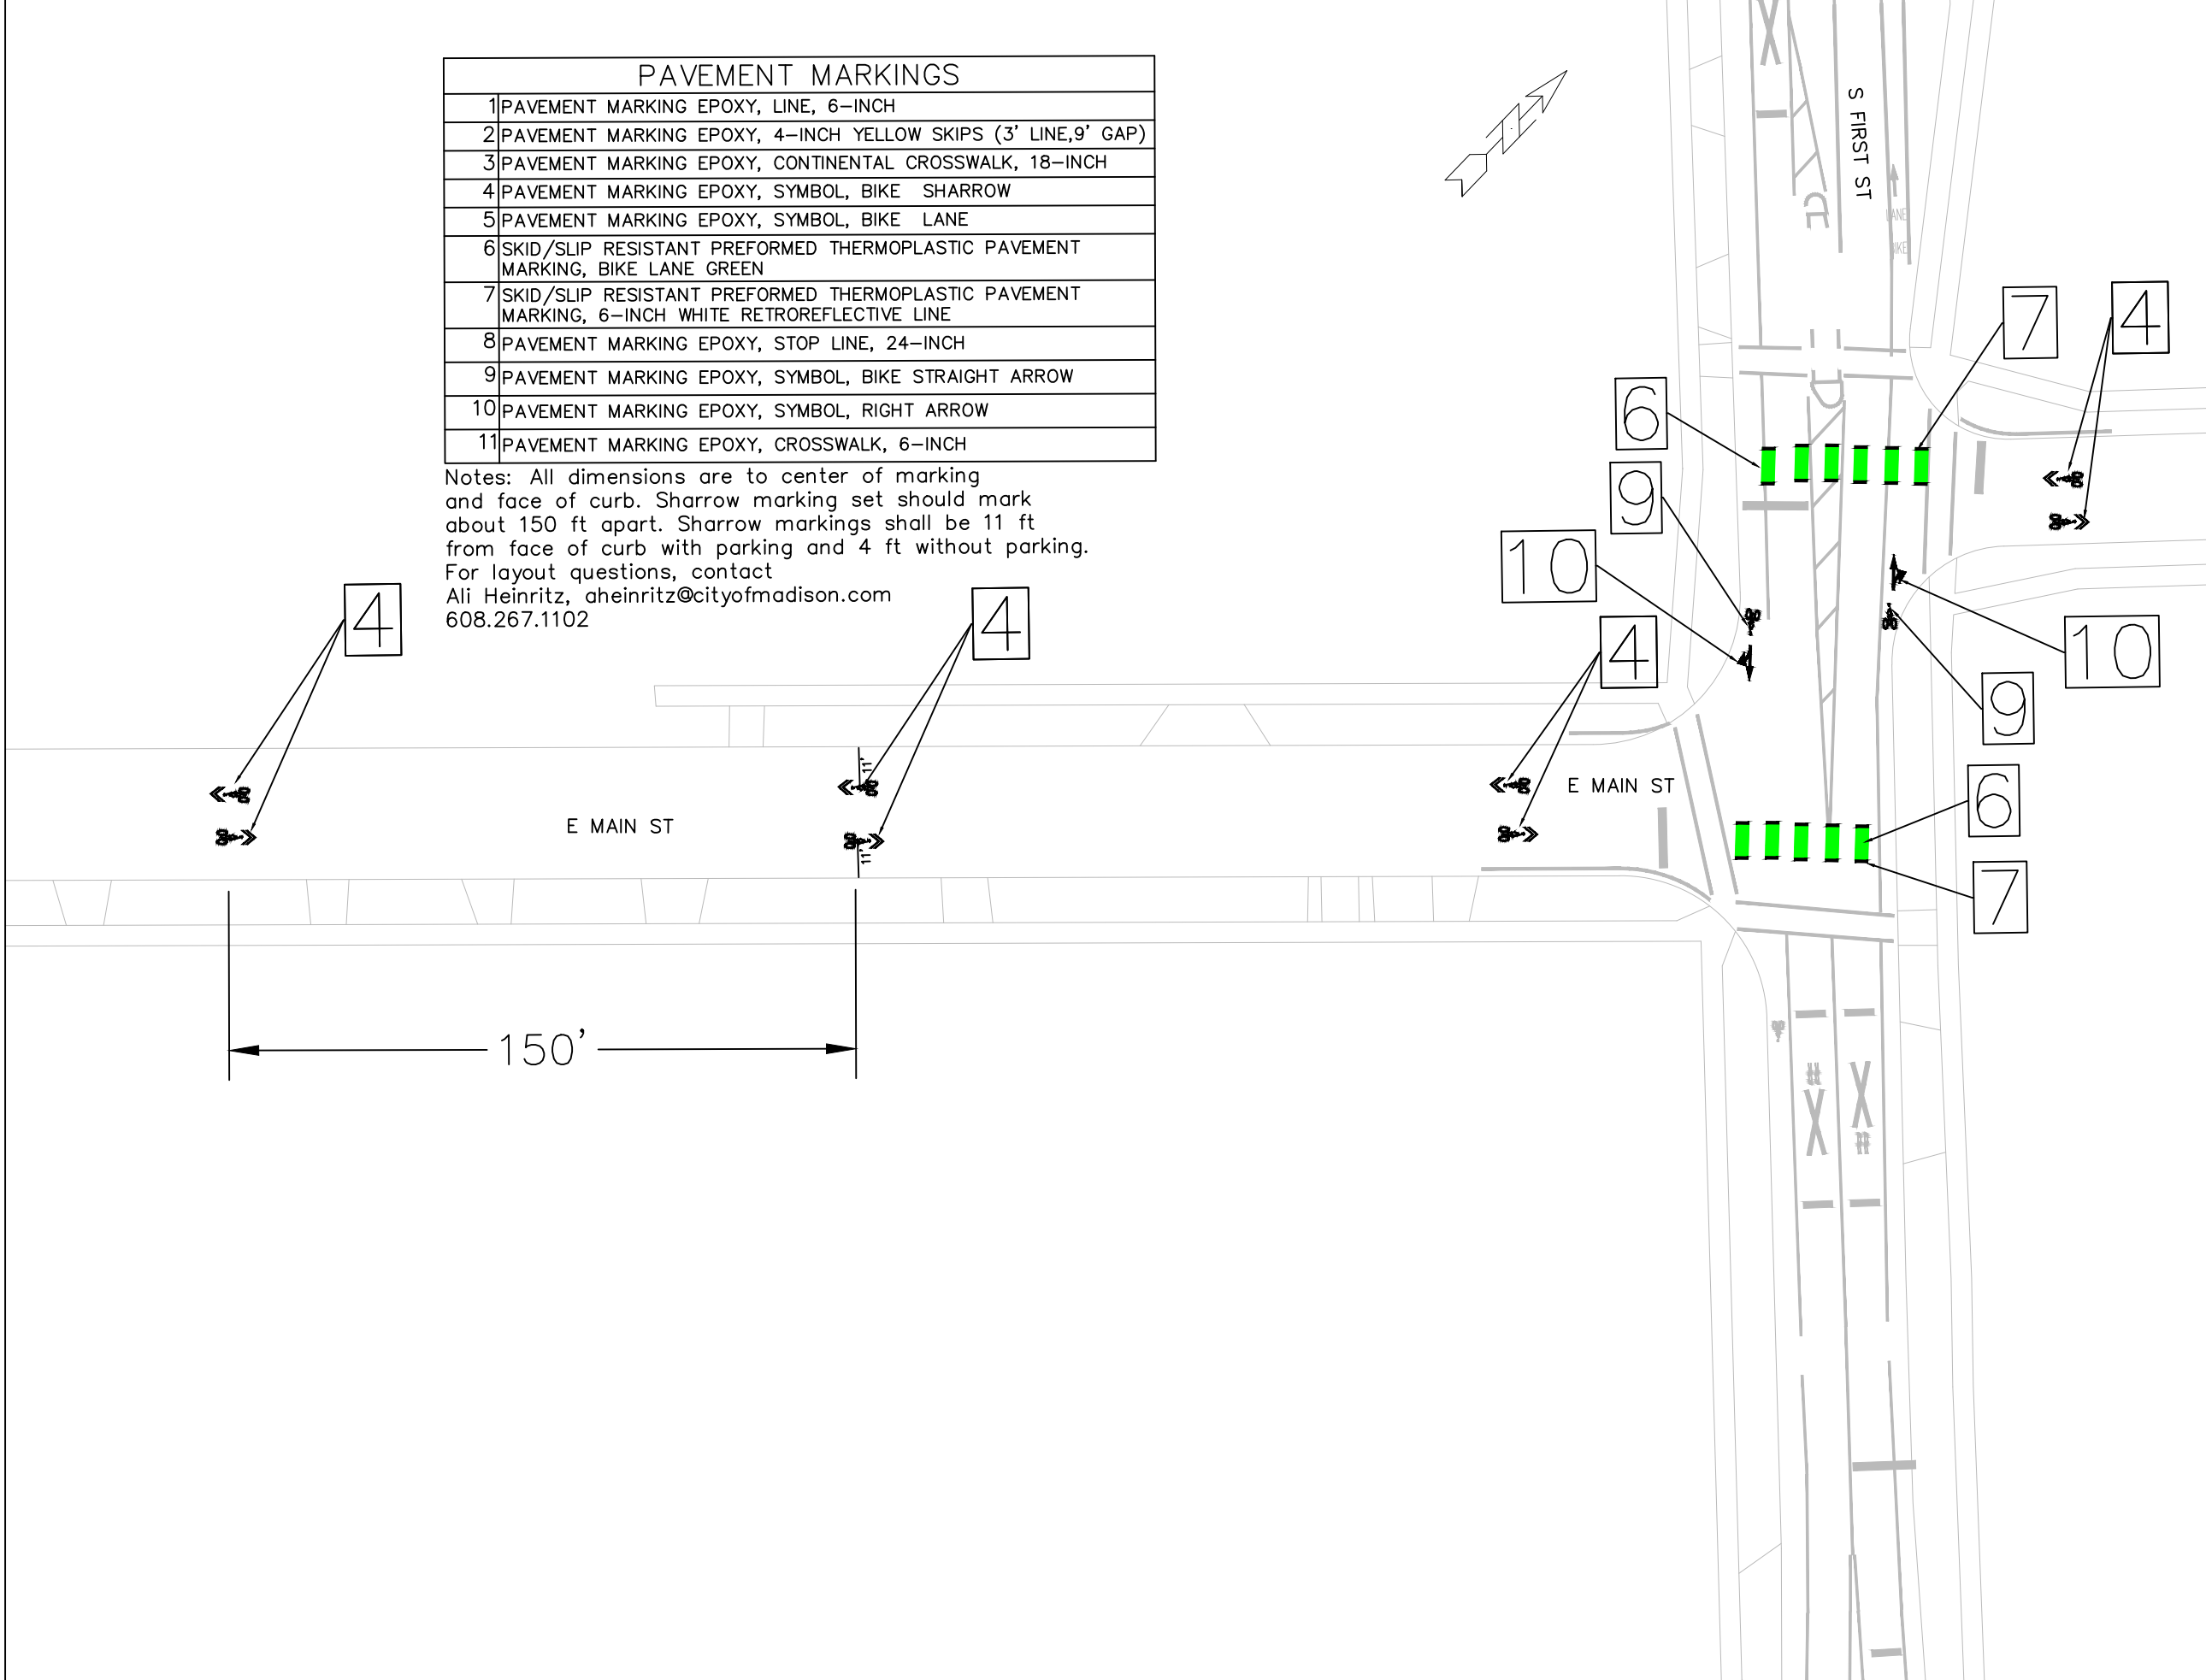 PAVEMENT MARKINGS
1 PAVEMENT MARKING EPOXY, LINE, 6-INCH
2 PAVEMENT MARKING EPOXY, 4-INCH YELLOW SKIPS (3' LINE,9' GAP)
3 PAVEMENT MARKING EPOXY, CONTINENTAL CROSSWALK, 18-INCH
4 PAVEMENT MARKING EPOXY, SYMBOL, BIKE SHARROW
5 PAVEMENT MARKING EPOXY, SYMBOL, BIKE LANE
6 SKID/SLIP RESISTANT PREFORMED THERMOPLASTIC PAVEMENT
MARKING, BIKE LANE GREEN
7 SKID/SLIP RESISTANT PREFORMED THERMOPLASTIC PAVEMENT
MARKING, 6-INCH WHITE RETROREFLECTIVE LINE
8 PAVEMENT MARKING EPOXY, STOP LINE, 24-INCH
9 PAVEMENT MARKING EPOXY, SYMBOL, BIKE STRAIGHT ARROW
10 PAVEMENT MARKING EPOXY, SYMBOL, RIGHT ARROW
11 PAVEMENT MARKING EPOXY, CROSSWALK, 6-INCH
Notes: All dimensions are to center of marking
and face of curb. Sharrow marking set should mark
about 150 ft apart. Sharrow markings shall be 11 ft
from face of curb with parking and 4 ft without parking.
For layout questions, contact
Ali Heinritz, aheinritz@cityofmadison.com
608.267.1102
N
S FIRST ST
LANE
BIKE
7
4
6
9
10
4
4
4
10
9
11'
E MAIN ST
E MAIN ST
11'
6
7
150'